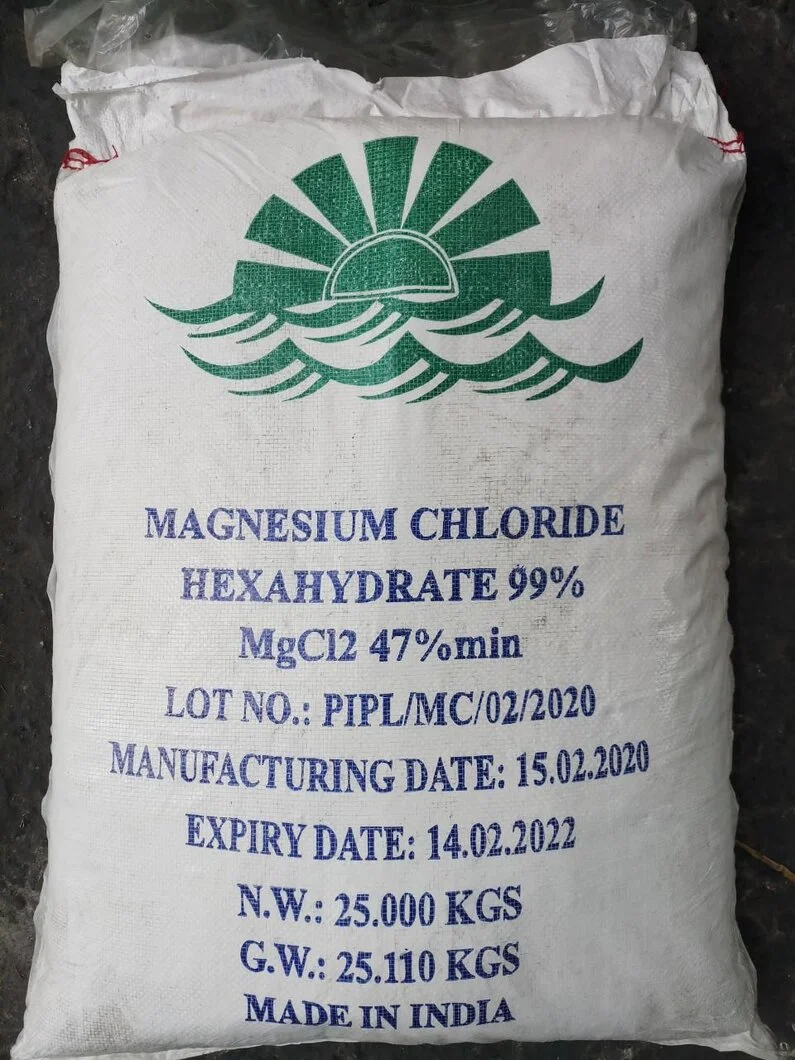 MAGNESIUM CHLORIDE
HEXAHYDRATE 99%
MgCl2 47%min
LOT NO.: PIPL/MC/02/2020
MANUFACTURING DATE: 15.02.2020
EXPIRY DATE: 14.02.2022
N.W.: 25.000 KGS
G.W.: 25.110 KGS
MADE IN INDIA